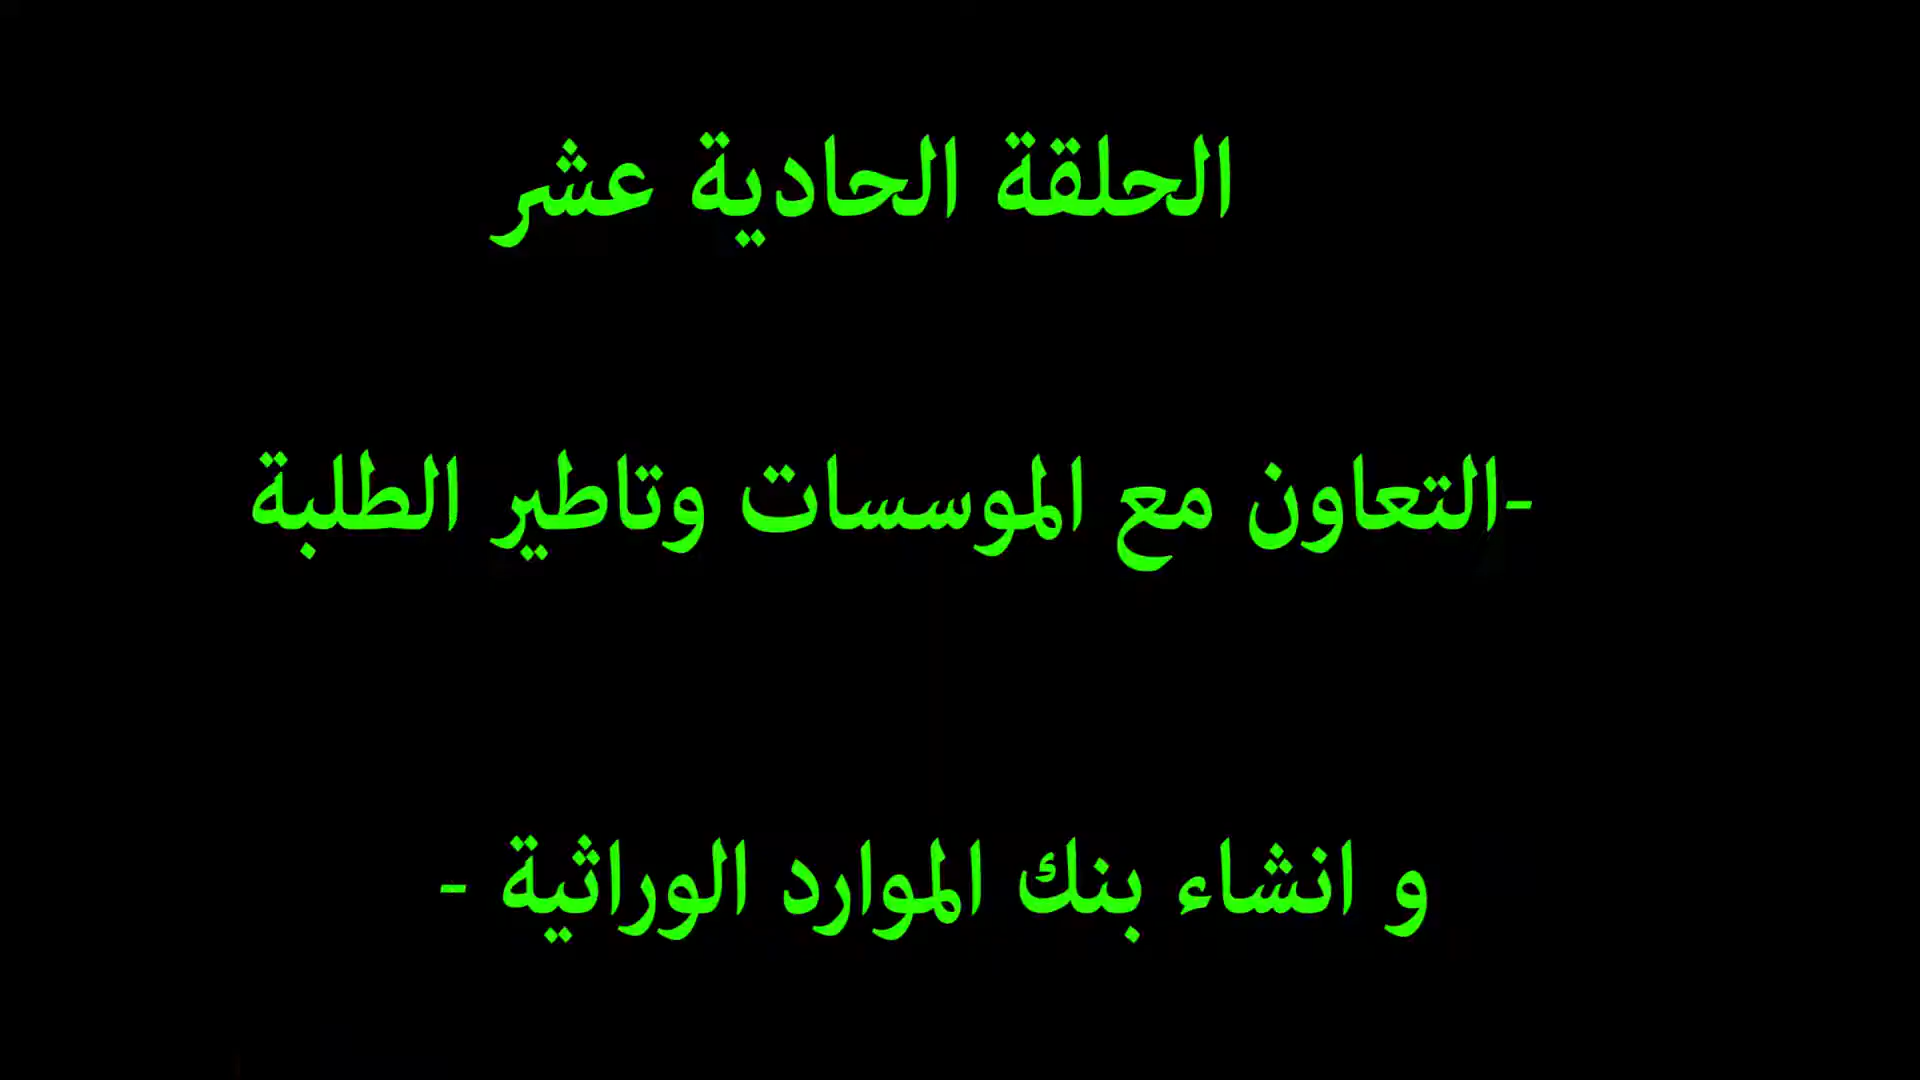 الحلقة الحادية عشر
-التعاون مع الموسسات وتاطير الطلبة
و انشاء بنك الموارد الوراثية -